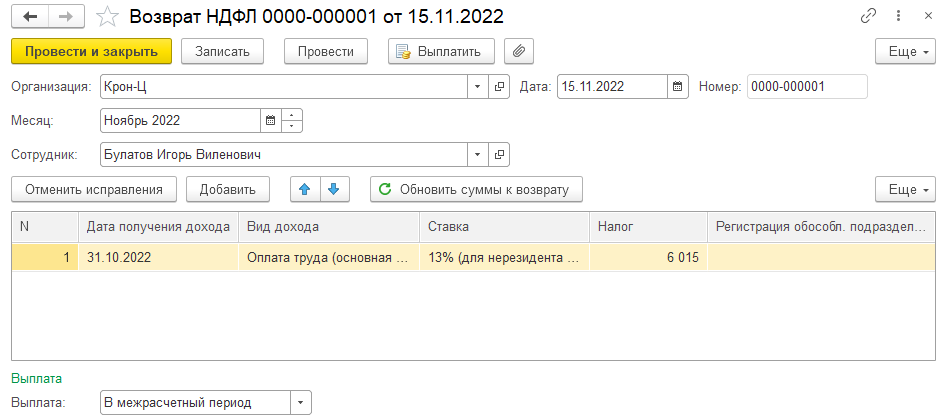 Возврат НДФЛ 0000-000001 от 15.11.2022
Провести и закрыть Записать Провести Выплатить Еще
Организация: Крон-Ц Дата: 15.11.2022 Номер: 0000-000001
Месяц: Ноябрь 2022
Сотрудник: Булатов Игорь Виленович
Отменить исправления Добавить Обновить суммы к возврату Еще
N Дата получения дохода Вид дохода Ставка Налог Регистрация обособл. подраздел...
1 31.10.2022 Оплата труда (основная ... 13% (для нерезидента ... 6 015
Выплата
Выплата: В межрасчетный период